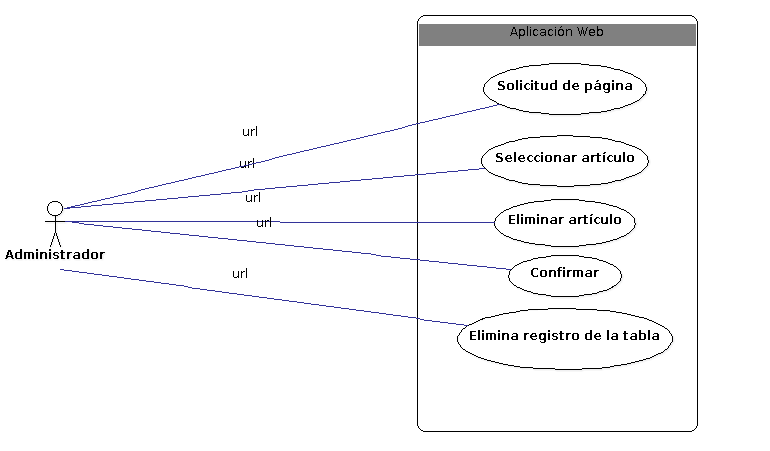 Aplicación Web
Solicitud de página
url
Seleccionar artículo
url
url
Eliminar artículo
url
Administrador
Confirmar
url
Elimina registro de la tabla